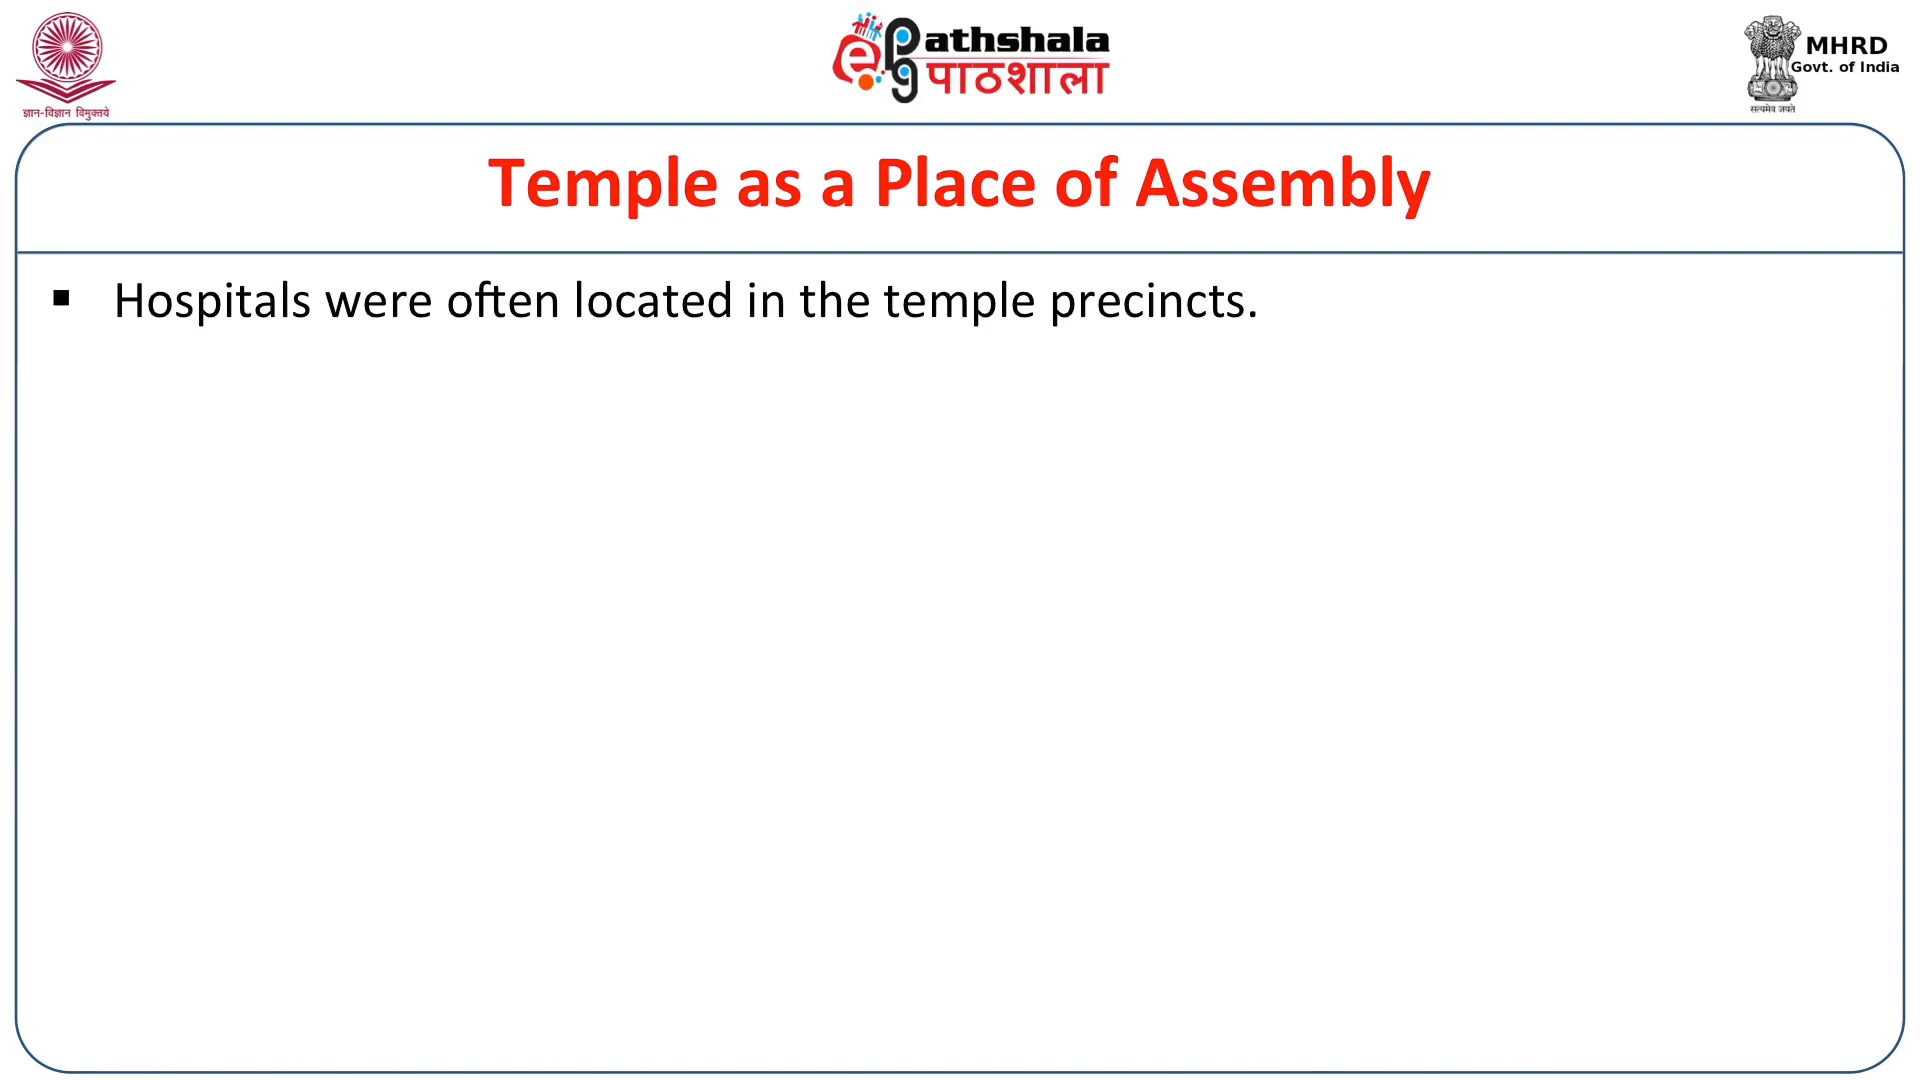 ज्ञान-विज्ञान विमुक्तये
e PG Pathshala
पाठशाला
MHRD
Govt. of India
सत्यमेव जयते
Temple as a Place of Assembly
▪ Hospitals were often located in the temple precincts.